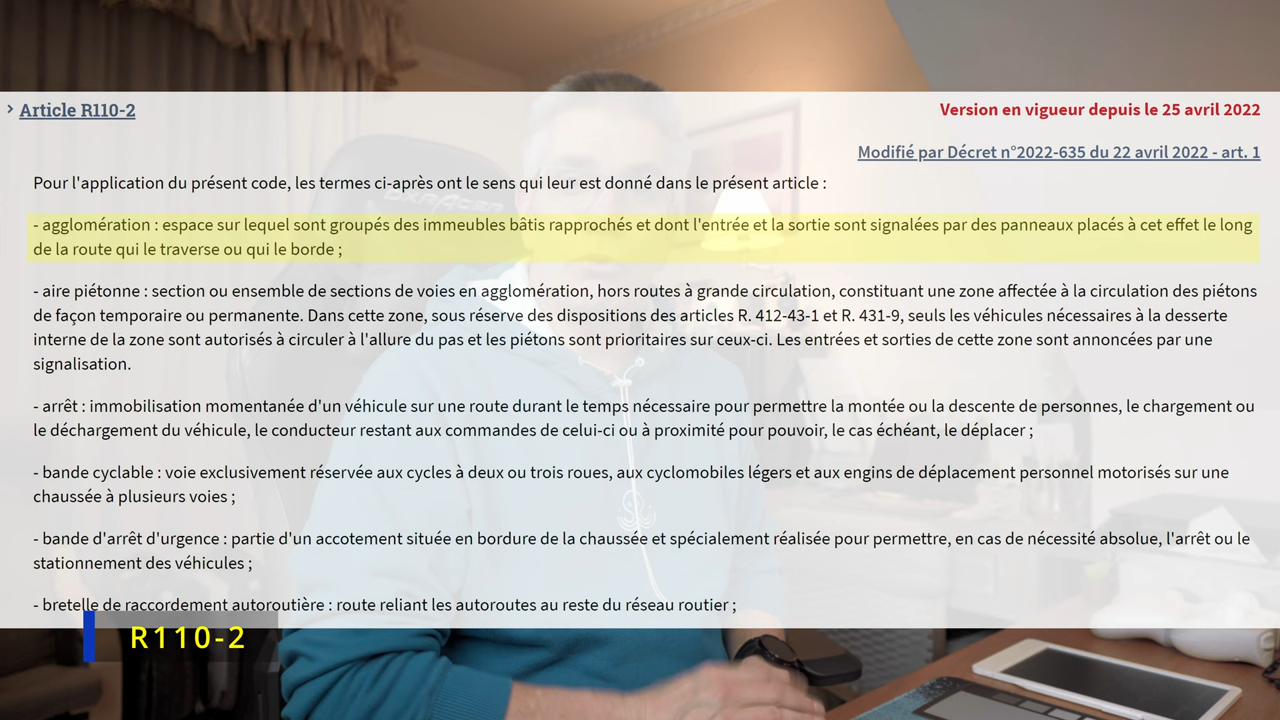 Article R110-2
Version en vigueur depuis le 25 avril 2022
Modifié par Décret n°2022-635 du 22 avril 2022 - art. 1
Pour l'application du présent code, les termes ci-après ont le sens qui leur est donné dans le présent article :
- agglomération : espace sur lequel sont groupés des immeubles bâtis rapprochés et dont l'entrée et la sortie sont signalées par des panneaux placés à cet effet le long
de la route qui le traverse ou qui le borde ;
- aire piétonne : section ou ensemble de sections de voies en agglomération, hors routes à grande circulation, constituant une zone affectée à la circulation des piétons
de façon temporaire ou permanente. Dans cette zone, sous réserve des dispositions des articles R. 412-43-1 et R. 431-9, seuls les véhicules nécessaires à la desserte
interne de la zone sont autorisés à circuler à l'allure du pas et les piétons sont prioritaires sur ceux-ci. Les entrées et sorties de cette zone sont annoncées par une
signalisation.
- arrêt : immobilisation momentanée d'un véhicule sur une route durant le temps nécessaire pour permettre la montée ou la descente de personnes, le chargement ou
le déchargement du véhicule, le conducteur restant aux commandes de celui-ci ou à proximité pour pouvoir, le cas échéant, le déplacer ;
- bande cyclable : voie exclusivement réservée aux cycles à deux ou trois roues, aux cyclomobiles légers et aux engins de déplacement personnel motorisés sur une
chaussée à plusieurs voies ;
- bande d'arrêt d'urgence : partie d'un accotement située en bordure de la chaussée et spécialement réalisée pour permettre, en cas de nécessité absolue, l'arrêt ou le
stationnement des véhicules ;
- bretelle de raccordement autoroutière : route reliant les autoroutes au reste du réseau routier ;
R110-2